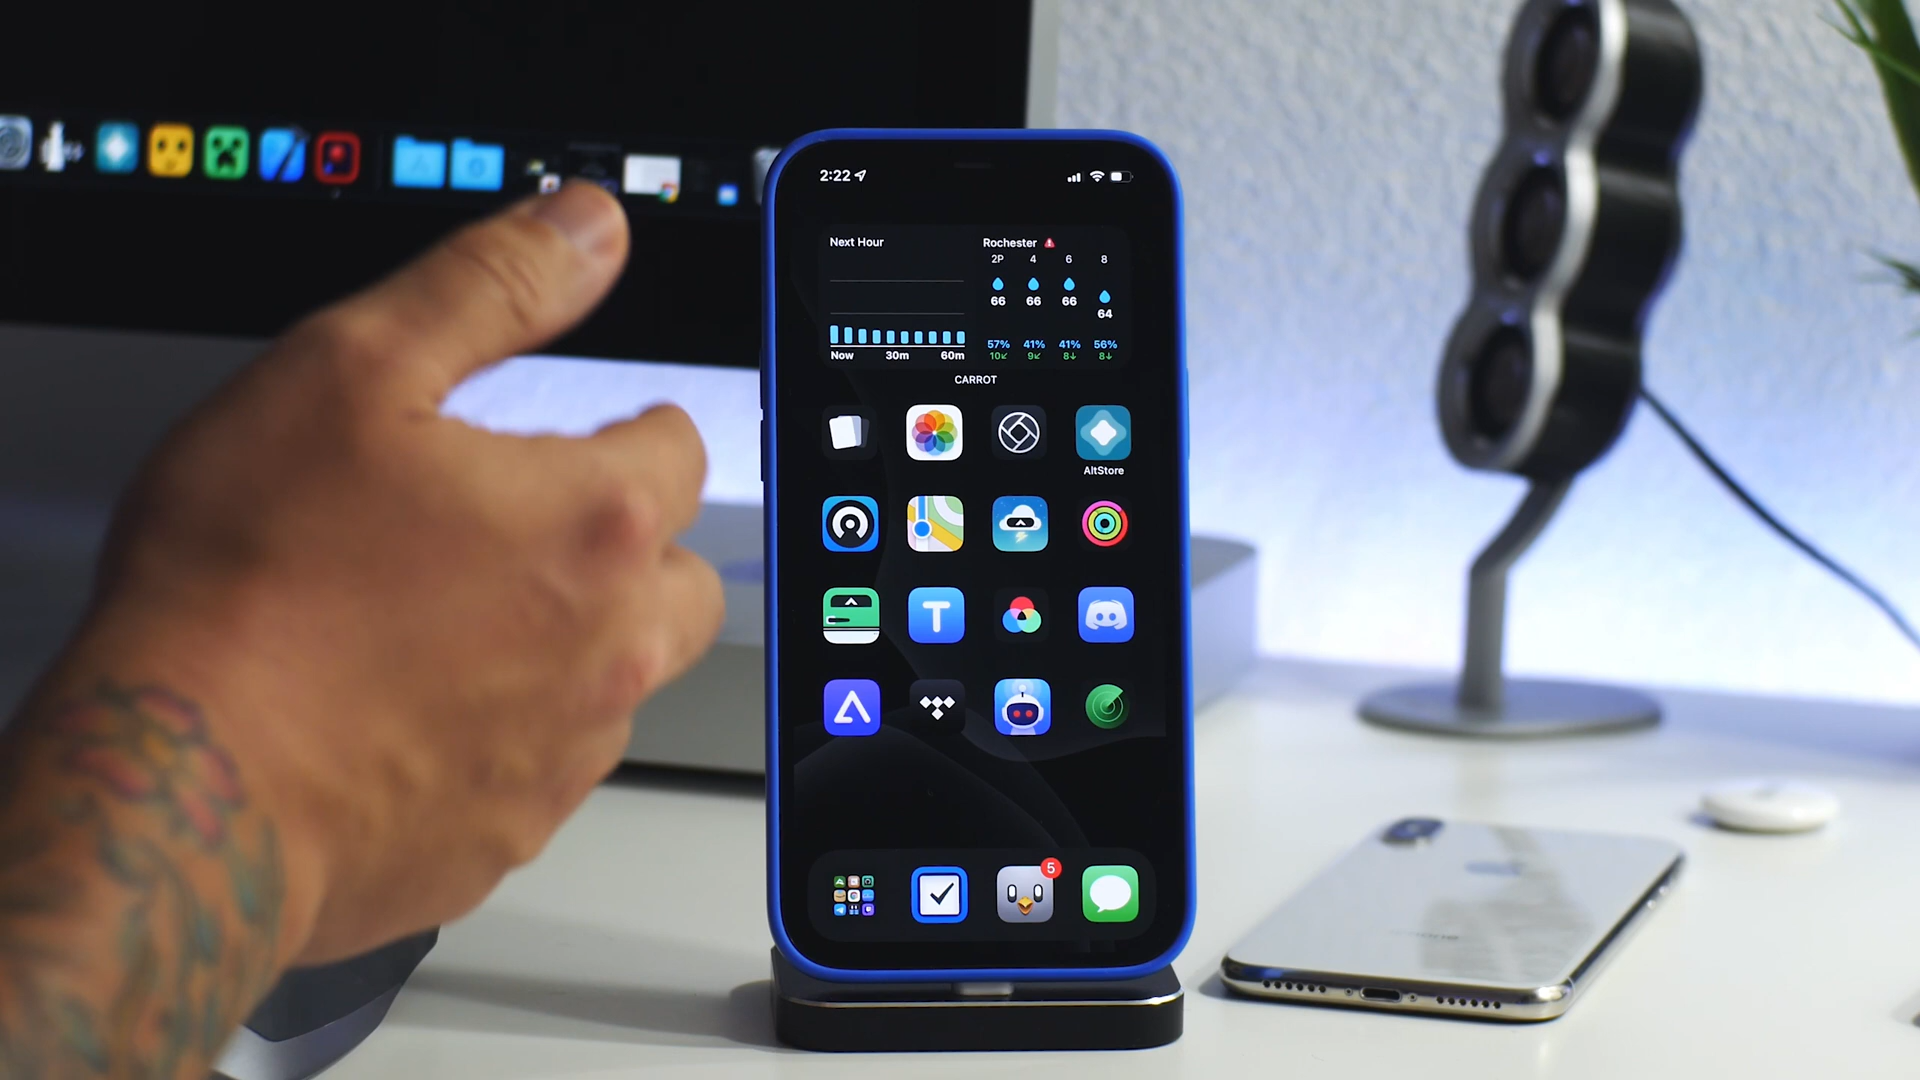 2:22
Next Hour
Now 30m 60m
Rochester
2P 4 6 8
66 66 66 64
57% 41% 41% 56%
10↙ 9↙ 8↓ 8↓
CARROT
AltStore
T
5